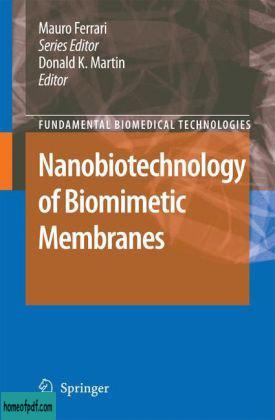 Mauro Ferrari
Series Editor
Donald K. Martin
Editor
FUNDAMENTAL BIOMEDICAL TECHNOLOGIES
Nanobiotechnology
of Biomimetic
Membranes
Springer
homeofpdf.com